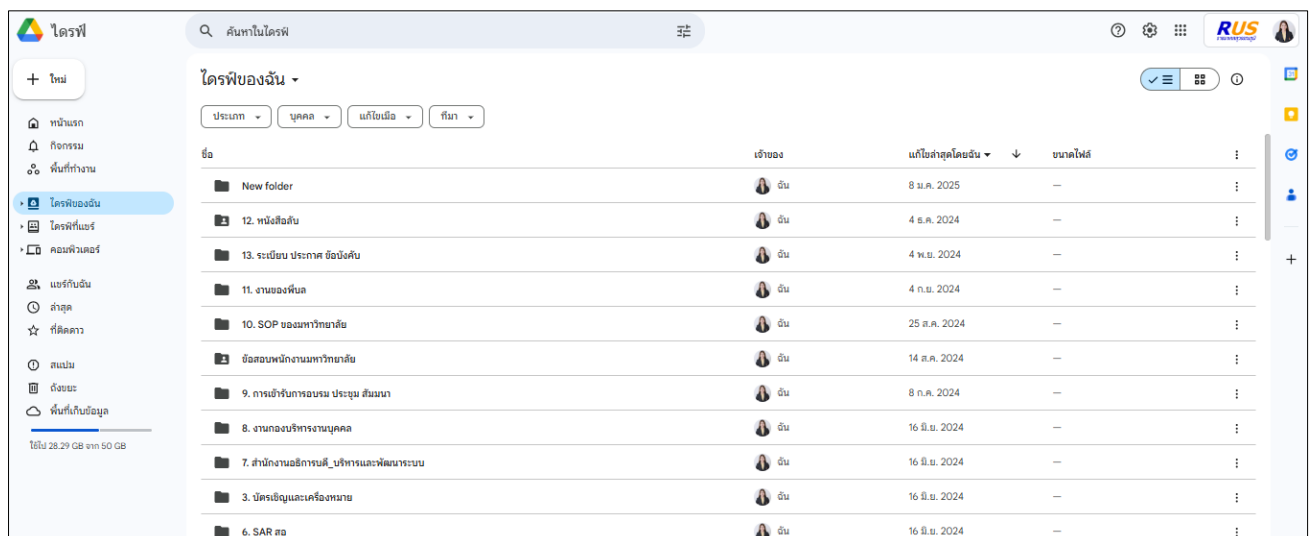 ไดรฟ์
ค้นหาในไดรฟ์
RUS
ใหม่
หน้าแรก
กิจกรรม
พื้นที่ทำงาน
ไดรฟ์ของฉัน
ไดรฟ์ที่แชร์
คอมพิวเตอร์
แชร์กับฉัน
ล่าสุด
ที่ติดดาว
สแปม
ถังขยะ
พื้นที่เก็บข้อมูล
ใช้ไป 28.29 GB จาก 50 GB
ไดรฟ์ของฉัน
ประเภท บุคคล แก้ไขเมื่อ ที่มา
ชื่อ เจ้าของ แก้ไขล่าสุดโดยฉัน ขนาดไฟล์
New folder ฉัน 8 ม.ค. 2025 —
12. หนังสือลับ ฉัน 4 ธ.ค. 2024 —
13. ระเบียบ ประกาศ ข้อบังคับ ฉัน 4 พ.ย. 2024 —
11. งานของพี่บล ฉัน 4 ก.ย. 2024 —
10. SOP ของมหาวิทยาลัย ฉัน 25 ส.ค. 2024 —
ข้อสอบพนักงานมหาวิทยาลัย ฉัน 14 ส.ค. 2024 —
9. การเข้ารับการอบรม ประชุม สัมมนา ฉัน 8 ก.ค. 2024 —
8. งานกองบริหารงานบุคคล ฉัน 16 มิ.ย. 2024 —
7. สำนักงานอธิการบดี_บริหารและพัฒนาระบบ ฉัน 16 มิ.ย. 2024 —
3. บัตรเชิญและเครื่องหมาย ฉัน 16 มิ.ย. 2024 —
6. SAR สอ ฉัน 16 มิ.ย. 2024 —